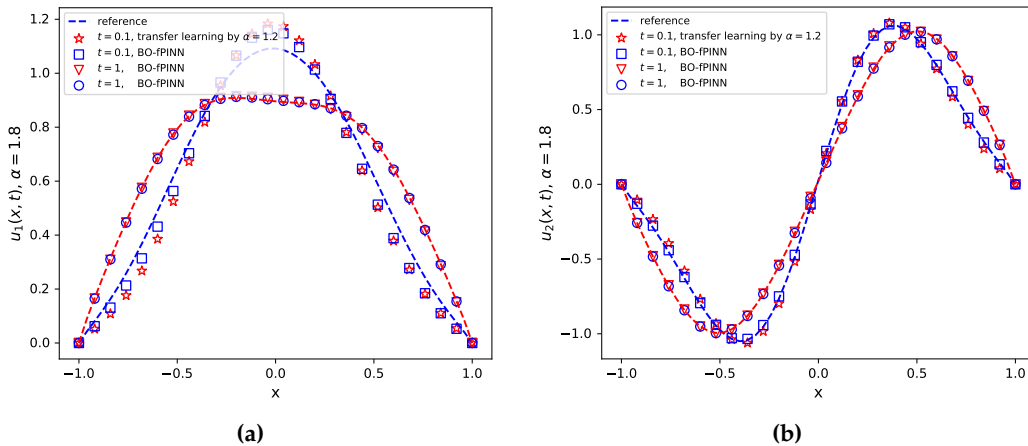 reference
t = 0.1, transfer learning by α = 1.2
t = 0.1, BO-fPINN
t = 1, BO-fPINN
t = 1, BO-fPINN
1.2
1.0
0.8
0.6
0.4
0.2
0.0
u₁(x, t), α = 1.8
−1.0 −0.5 0.0 0.5 1.0
x
(a)
reference
t = 0.1, transfer learning by α = 1.2
t = 0.1, BO-fPINN
t = 1, BO-fPINN
t = 1, BO-fPINN
1.0
0.5
0.0
−0.5
−1.0
u₂(x, t), α = 1.8
−1.0 −0.5 0.0 0.5 1.0
x
(b)